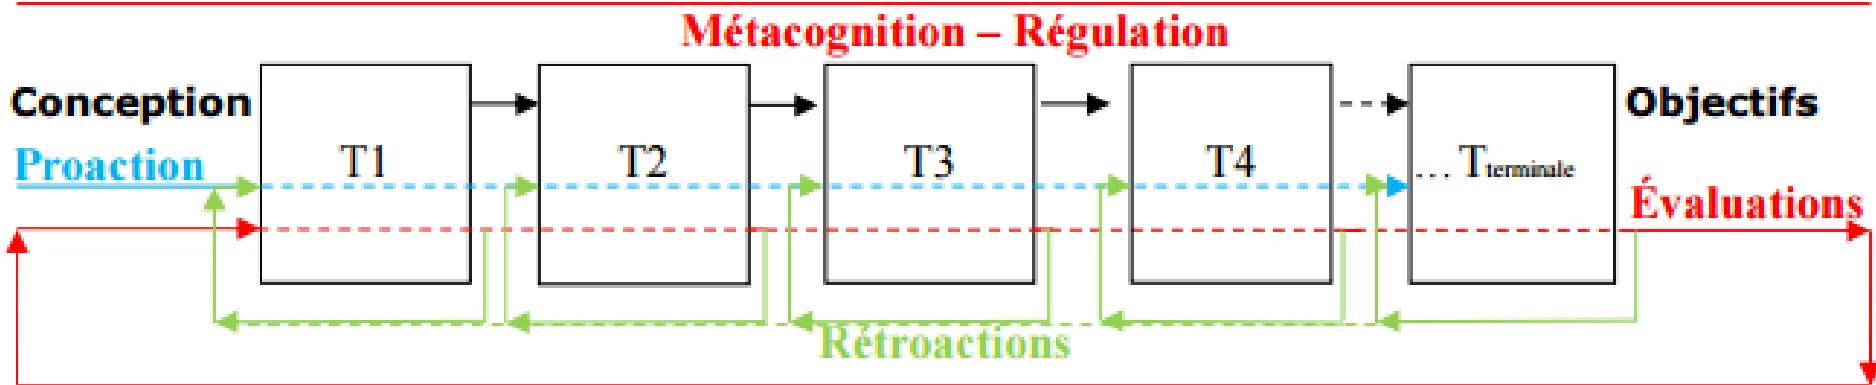 Métacognition – Régulation
Conception
Objectifs
Proaction
T1
T2
T3
T4
... Tterminale
Évaluations
Rétroactions